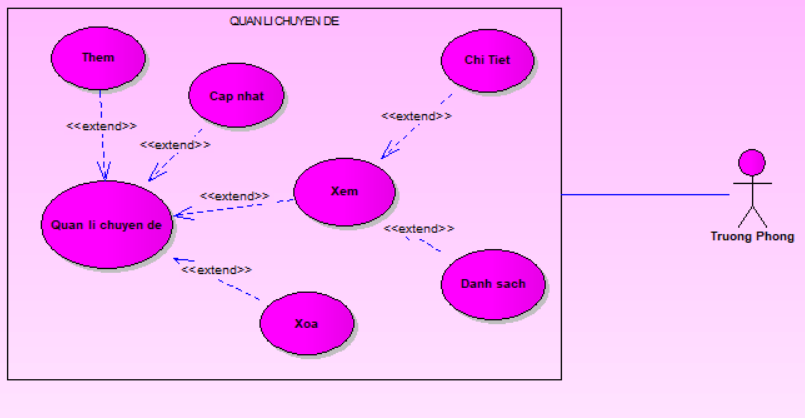 QUAN LI CHUYEN DE
Them
Chi Tiet
Cap nhat
<<extend>>
<<extend>>
<<extend>>
Xem
<<extend>>
Quan li chuyen de
<<extend>>
Truong Phong
<<extend>>
Danh sach
Xoa